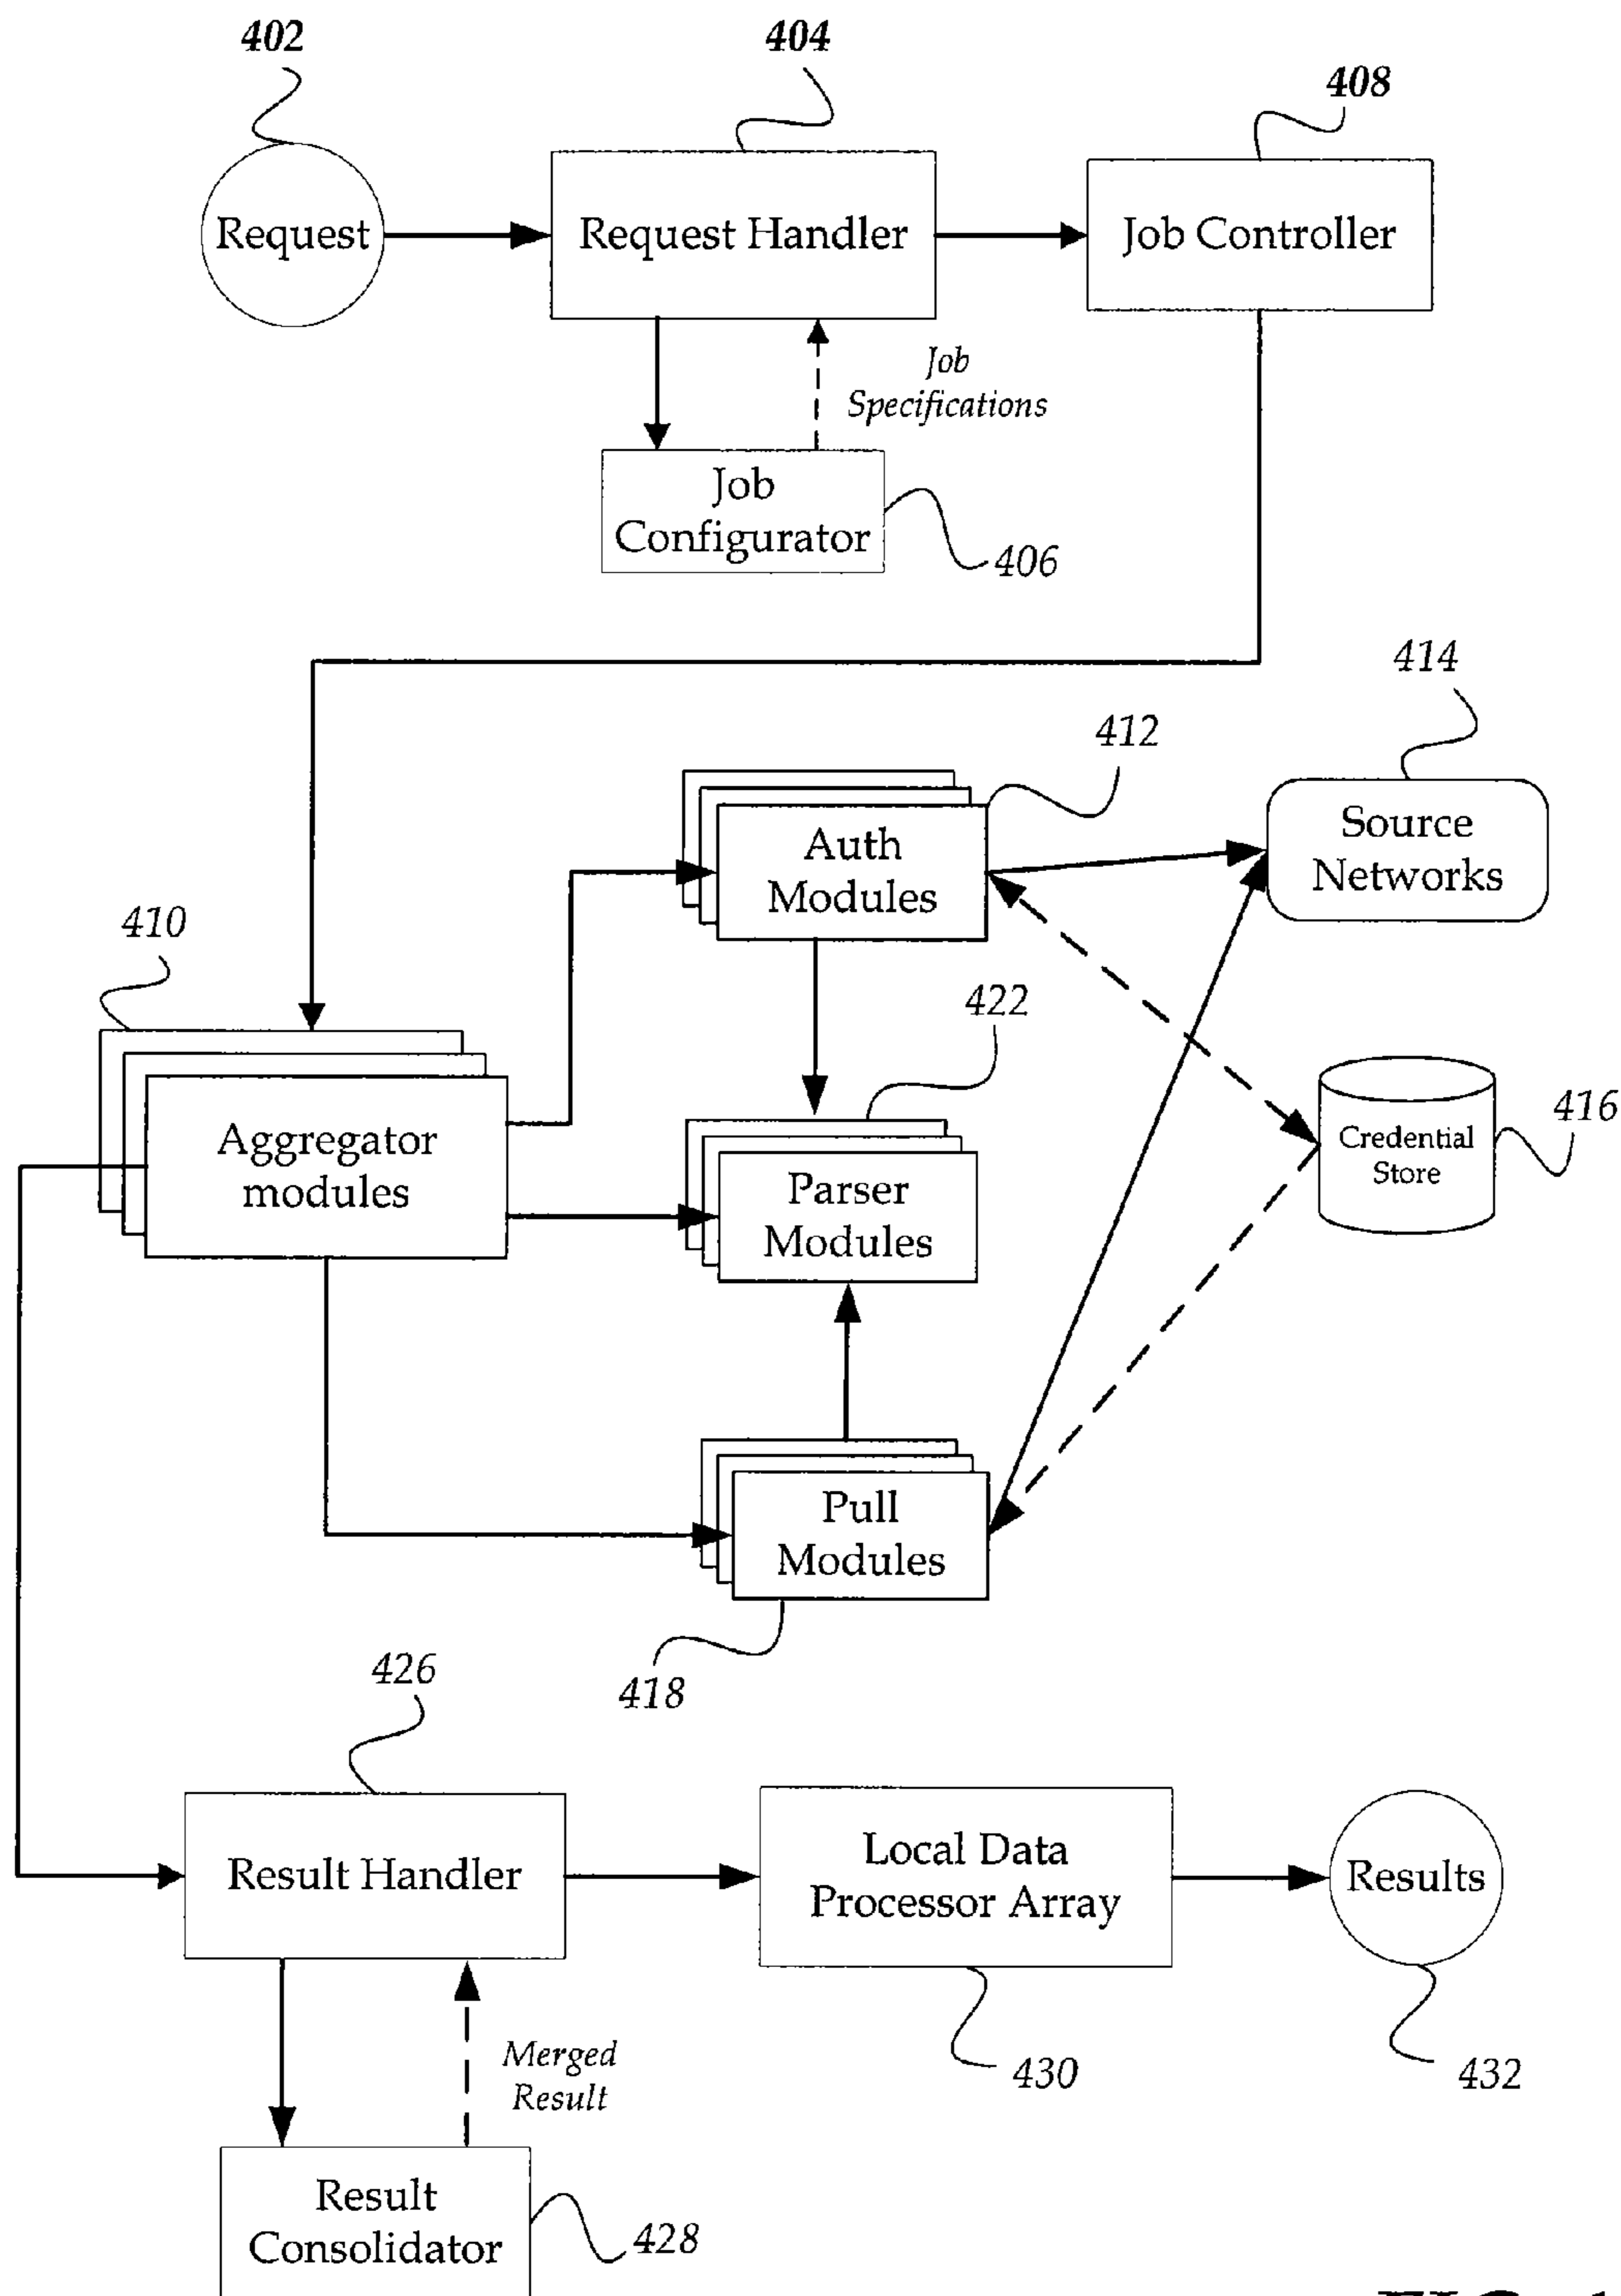 402
404
408
Request
Request Handler
Job Controller
Job
Specifications
Job
Configurator
406
414
412
Auth
Modules
Source
Networks
410
422
416
Aggregator
modules
Credential
Store
Parser
Modules
Pull
Modules
418
426
Result Handler
Local Data
Processor Array
Results
Merged
Result
430
432
Result
Consolidator
428